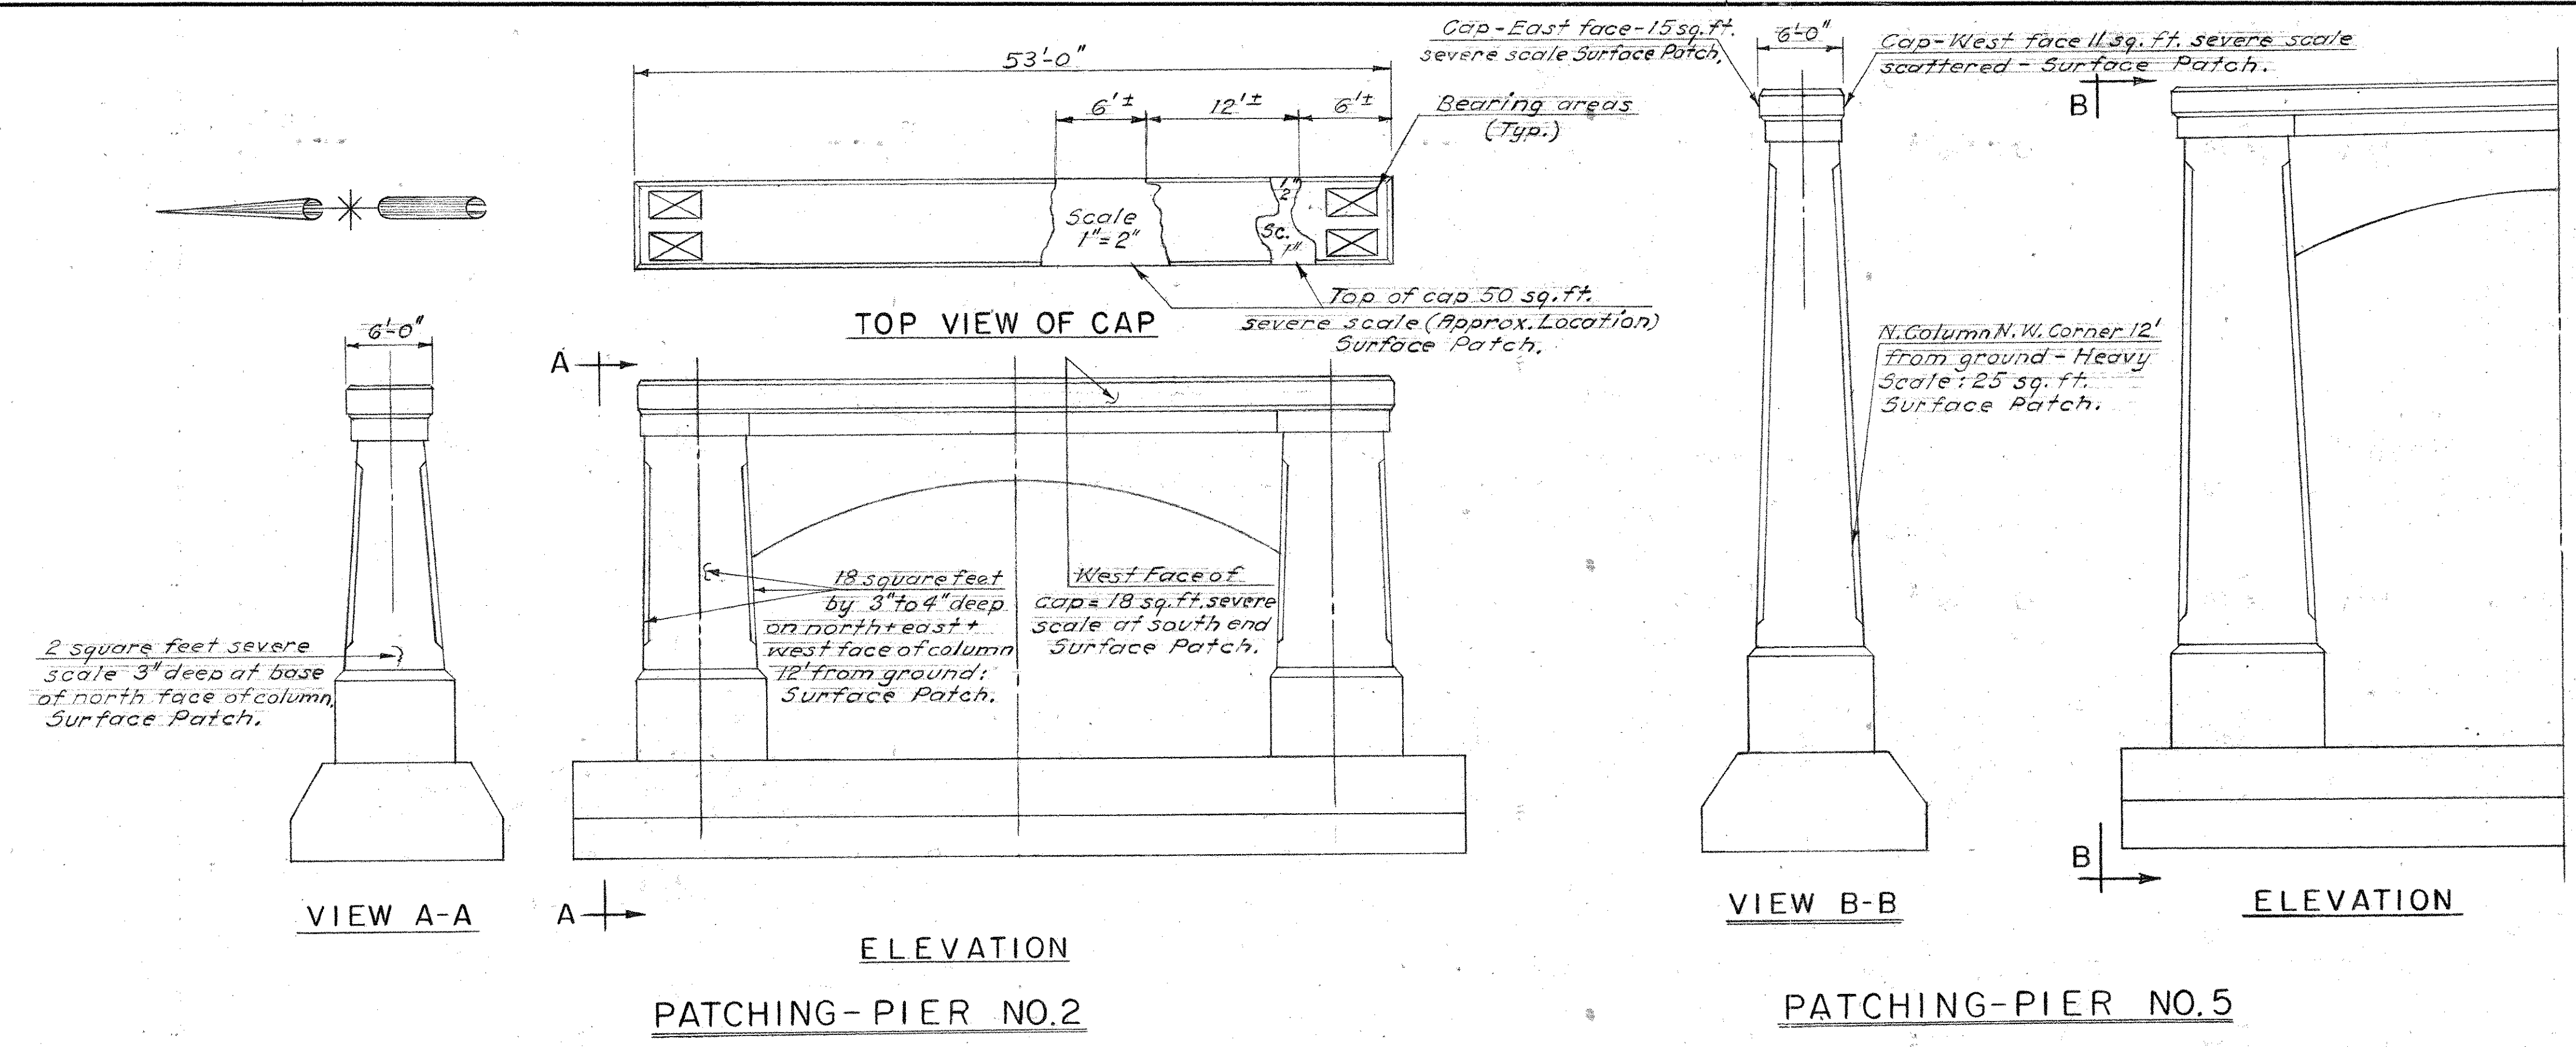 53'-0"
6'±
12'±
6'±
Bearing areas
(Typ.)
Scale
1"=2"
1"
2
Sc.
1"
TOP VIEW OF CAP
Top of cap 50 sq.ft.
severe scale (Approx. Location)
Surface Patch.
6'-0"
2 square feet severe
scale 3" deep at base
of north face of column,
Surface Patch.
VIEW A-A
A
A
18 square feet
by 3" to 4" deep
on north + east +
west face of column
12' from ground:
Surface Patch.
West Face of
cap = 18 sq.ft. severe
scale at south end
Surface Patch.
ELEVATION
PATCHING-PIER NO.2
Cap-East face-15 sq.ft.
severe scale Surface Patch,
6'-0"
Cap-West face 11 sq. ft. severe scale
scattered - Surface Patch.
N. Column N.W. Corner 12'
from ground - Heavy
Scale: 25 sq. ft.
Surface Patch.
VIEW B-B
B
B
ELEVATION
PATCHING-PIER NO.5